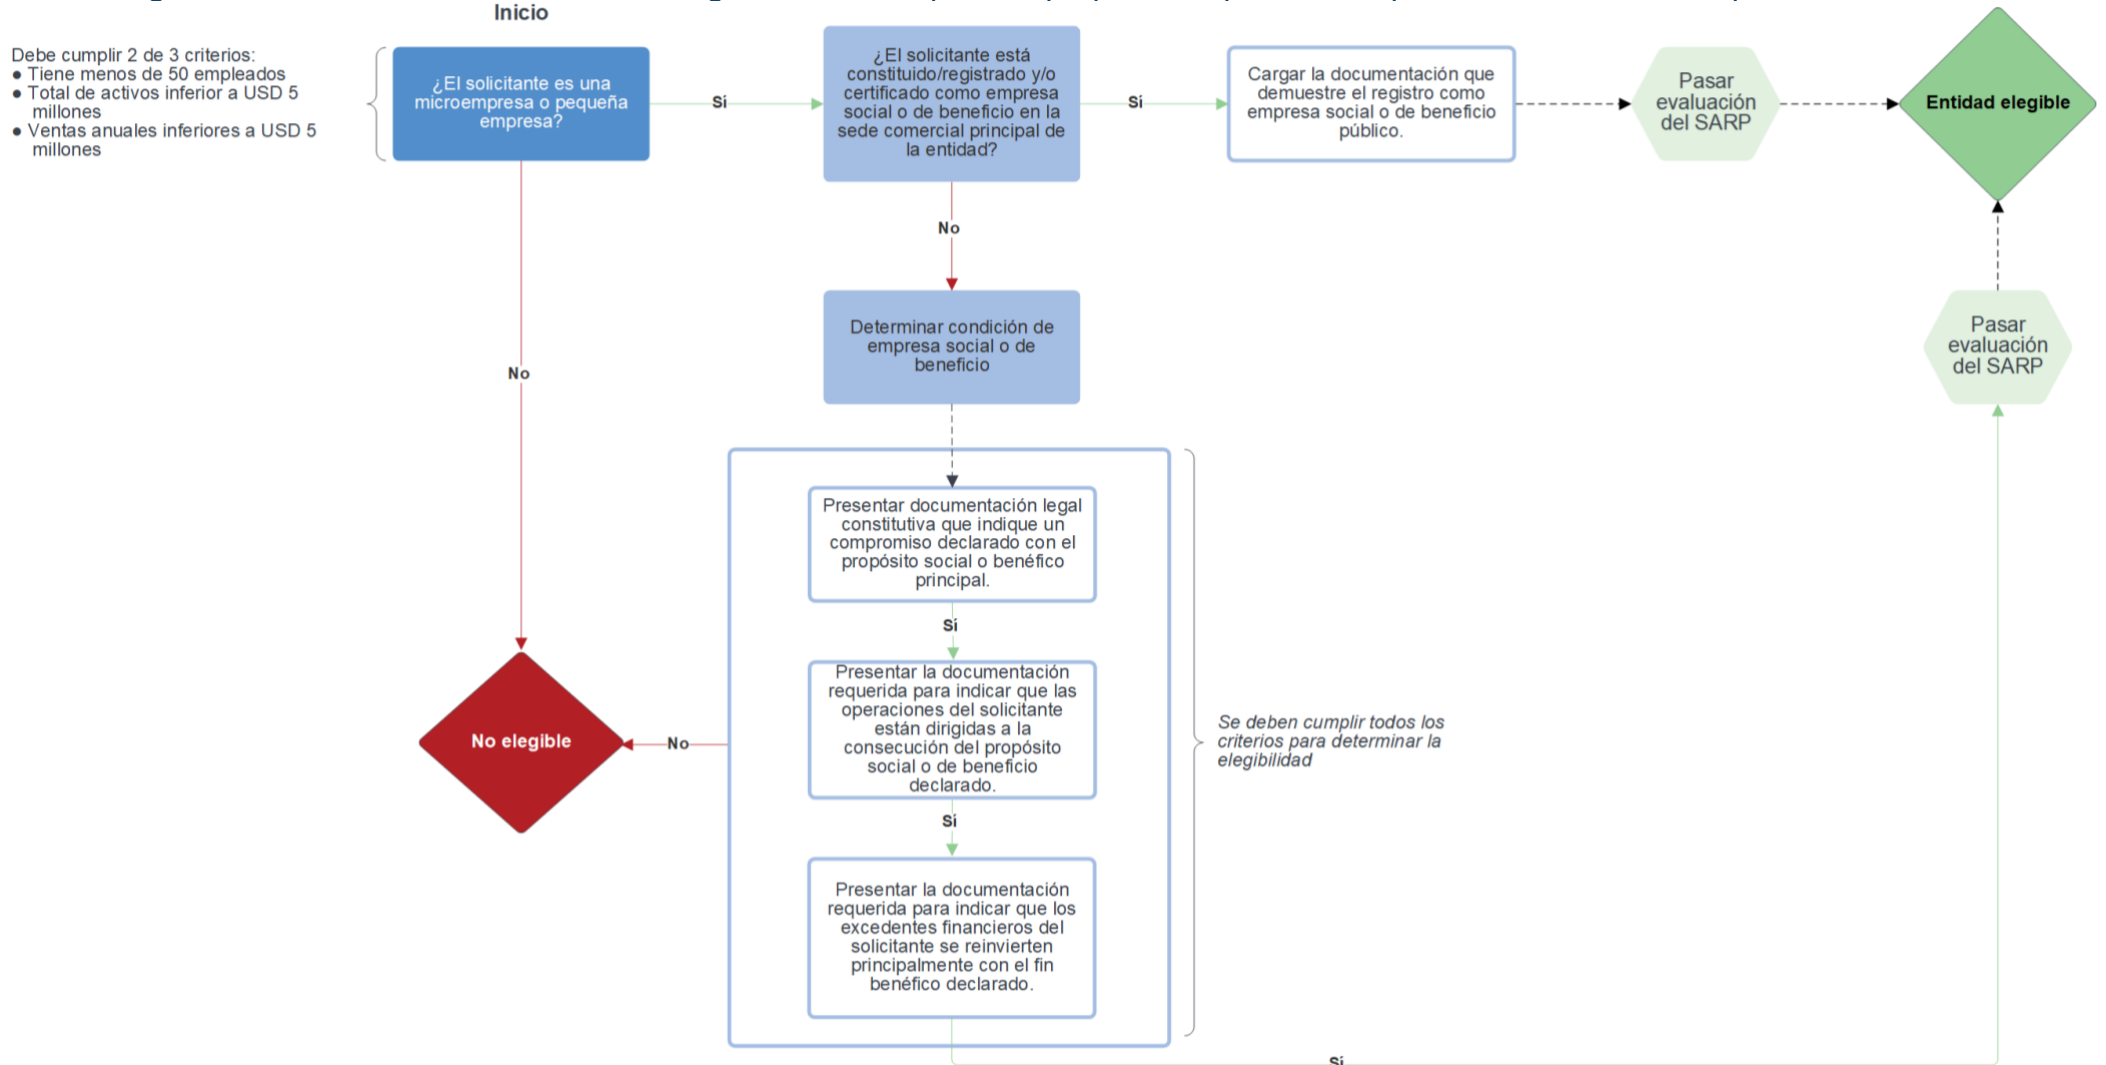 Inicio
Debe cumplir 2 de 3 criterios:
● Tiene menos de 50 empleados
● Total de activos inferior a USD 5
millones
● Ventas anuales inferiores a USD 5
millones
¿El solicitante es una
microempresa o pequeña
empresa?
Sí
¿El solicitante está
constituido/registrado y/o
certificado como empresa
social o de beneficio en la
sede comercial principal de
la entidad?
Sí
Cargar la documentación que
demuestre el registro como
empresa social o de beneficio
público.
Pasar
evaluación
del SARP
Entidad elegible
No
Determinar condición de
empresa social o de
beneficio
Pasar
evaluación
del SARP
No
Presentar documentación legal
constitutiva que indique un
compromiso declarado con el
propósito social o benéfico
principal.
Sí
Presentar la documentación
requerida para indicar que las
operaciones del solicitante
están dirigidas a la
consecución del propósito
social o de beneficio
declarado.
No elegible
No
Se deben cumplir todos los
criterios para determinar la
elegibilidad
Sí
Presentar la documentación
requerida para indicar que los
excedentes financieros del
solicitante se reinvierten
principalmente con el fin
benéfico declarado.
Sí